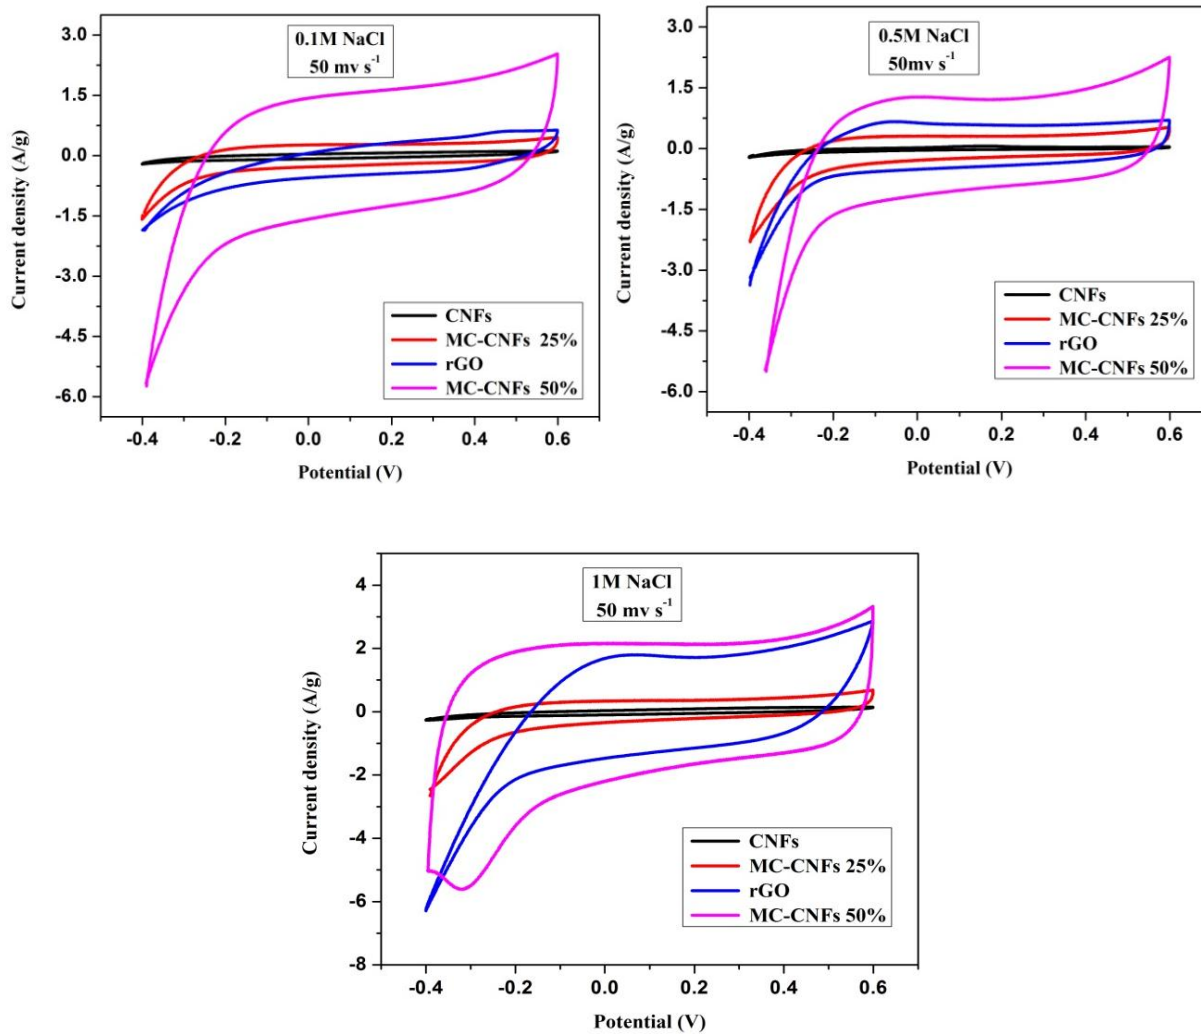 0.1M NaCl
50 mv s⁻¹
3.0
1.5
0.0
-1.5
-3.0
-4.5
-6.0
Current density (A/g)
CNFs
MC-CNFs 25%
rGO
MC-CNFs 50%
-0.4
-0.2
0.0
0.2
0.4
0.6
Potential (V)
0.5M NaCl
50mv s⁻¹
3.0
1.5
0.0
-1.5
-3.0
-4.5
-6.0
Current density (A/g)
CNFs
MC-CNFs 25%
rGO
MC-CNFs 50%
-0.4
-0.2
0.0
0.2
0.4
0.6
Potential (V)
1M NaCl
50 mv s⁻¹
4
2
0
-2
-4
-6
-8
Current density (A/g)
CNFs
MC-CNFs 25%
rGO
MC-CNFs 50%
-0.4
-0.2
0.0
0.2
0.4
0.6
Potential (V)